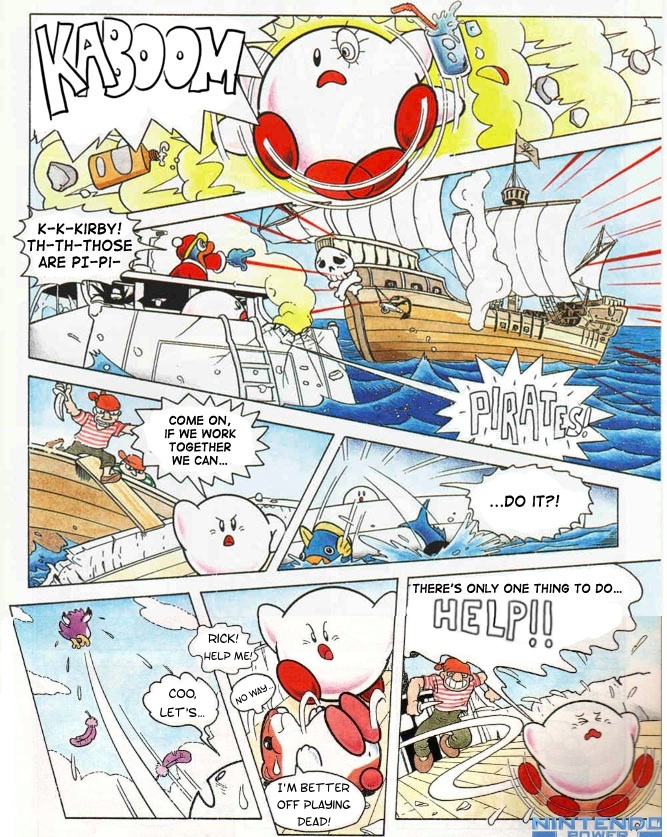 KABOOM
K-K-KIRBY!
TH-TH-THOSE
ARE PI-PI-
PIRATES!
COME ON,
IF WE WORK
TOGETHER
WE CAN...
...DO IT?!
COO,
LET'S...
RICK!
HELP ME!
NO WAY...
I'M BETTER
OFF PLAYING
DEAD!
THERE'S ONLY ONE THING TO DO...
HELP!!
NINTENDO
POWER